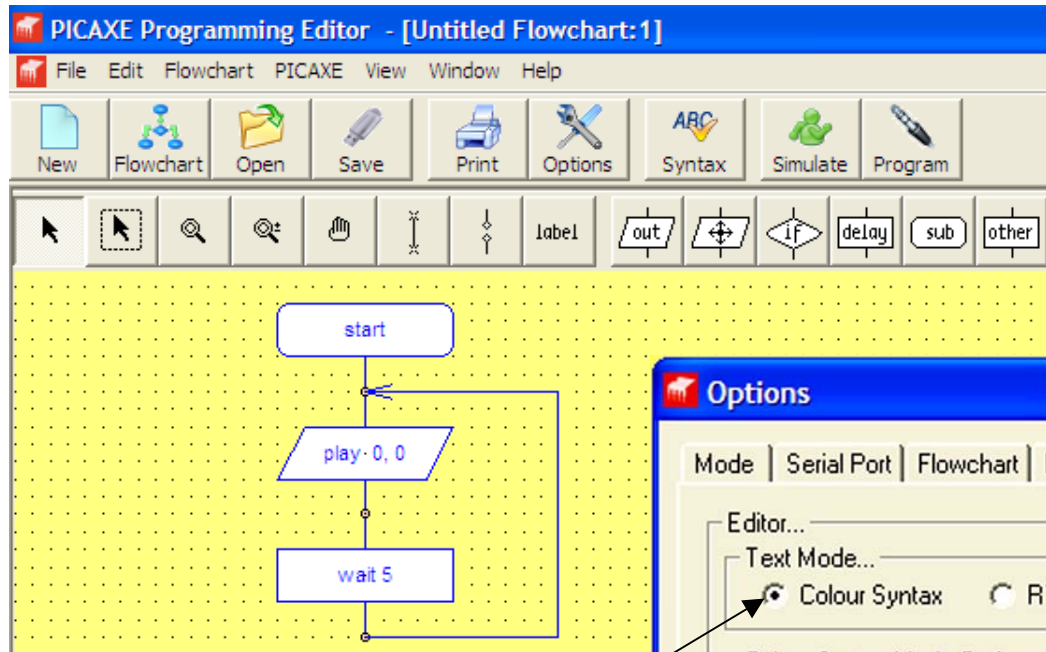 PICAXE Programming Editor - [Untitled Flowchart:1]
File Edit Flowchart PICAXE View Window Help
ABC
New Flowchart Open Save Print Options Syntax Simulate Program
label out if delay sub other
start
play 0, 0
wait 5
Options
Mode Serial Port Flowchart
Editor...
Text Mode...
Colour Syntax R